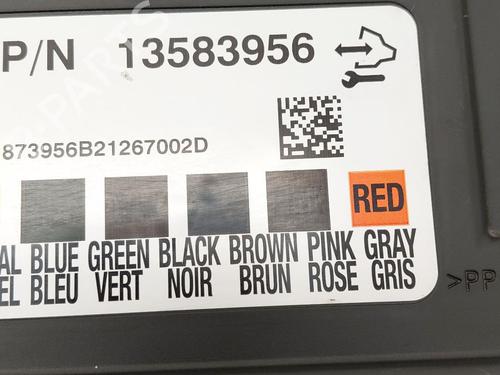 P/N 13583956
873956B21267002D
RED
AL BLUE GREEN BLACK BROWN PINK GRAY
EL BLEU VERT NOIR BRUN ROSE GRIS
>PP